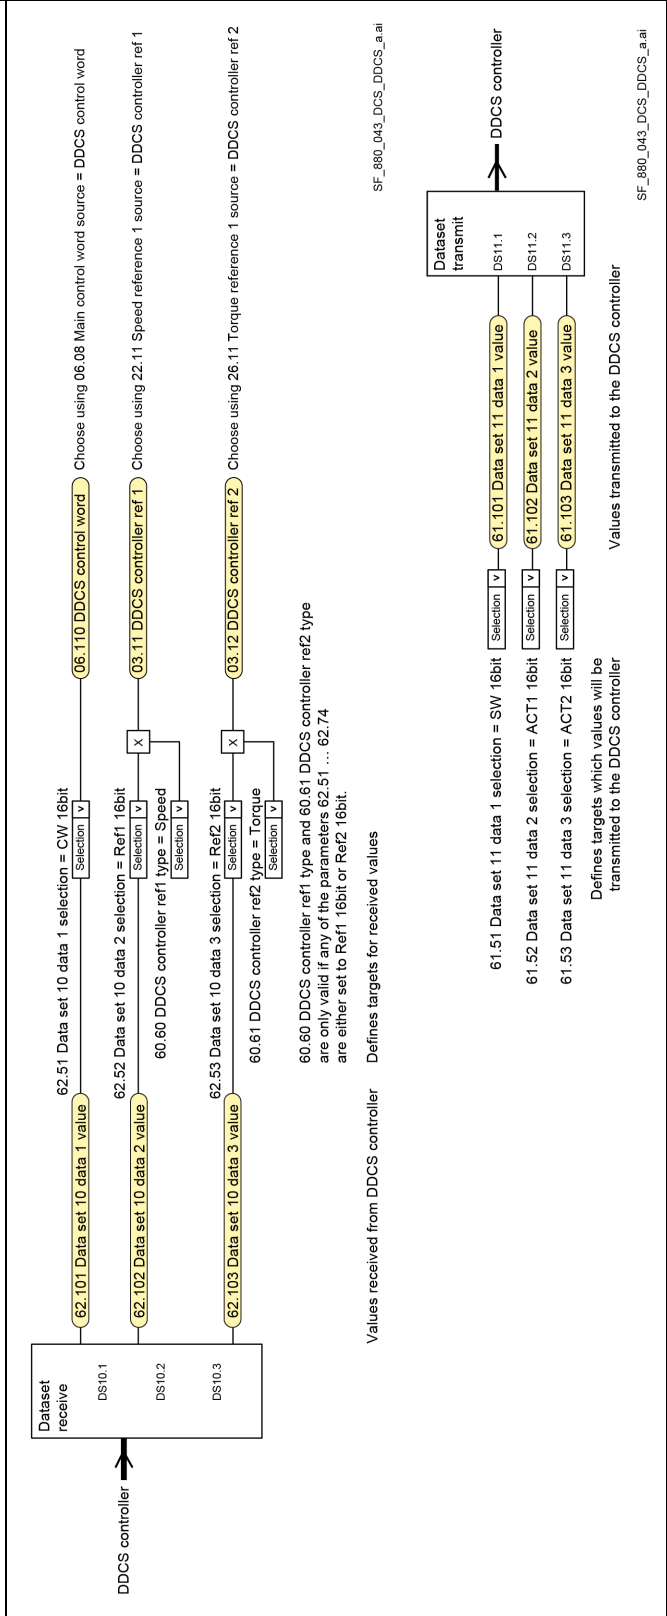 DDCS controller
Dataset
receive
DS10.1
DS10.2
DS10.3
62.101 Data set 10 data 1 value
62.51 Data set 10 data 1 selection = CW 16bit
Selection v
06.110 DDCS control word
Choose using 06.08 Main control word source = DDCS control word
62.102 Data set 10 data 2 value
62.52 Data set 10 data 2 selection = Ref1 16bit
Selection v
X
60.60 DDCS controller ref1 type = Speed
Selection v
03.11 DDCS controller ref 1
Choose using 22.11 Speed reference 1 source = DDCS controller ref 1
62.103 Data set 10 data 3 value
62.53 Data set 10 data 3 selection = Ref2 16bit
Selection v
X
60.61 DDCS controller ref2 type = Torque
Selection v
03.12 DDCS controller ref 2
Choose using 26.11 Torque reference 1 source = DDCS controller ref 2
60.60 DDCS controller ref1 type and 60.61 DDCS controller ref2 type
are only valid if any of the parameters 62.51 … 62.74
are either set to Ref1 16bit or Ref2 16bit.
Values received from DDCS controller
Defines targets for received values
SF_880_043_DCS_DDCS_a.ai
61.51 Data set 11 data 1 selection = SW 16bit
Selection v
61.101 Data set 11 data 1 value
61.52 Data set 11 data 2 selection = ACT1 16bit
Selection v
61.102 Data set 11 data 2 value
61.53 Data set 11 data 3 selection = ACT2 16bit
Selection v
61.103 Data set 11 data 3 value
Dataset
transmit
DS11.1
DS11.2
DS11.3
DDCS controller
Defines targets which values will be
transmitted to the DDCS controller
Values transmitted to the DDCS controller
SF_880_043_DCS_DDCS_a.ai